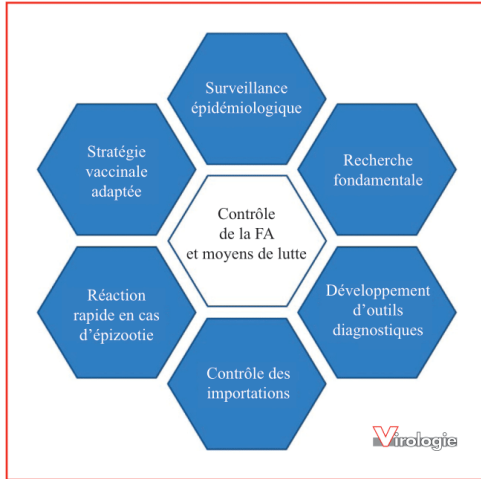 Surveillance
épidémiologique
Stratégie
vaccinale
adaptée
Recherche
fondamentale
Contrôle
de la FA
et moyens de lutte
Réaction
rapide en cas
d’épizootie
Développement
d’outils
diagnostiques
Contrôle des
importations
Virologie